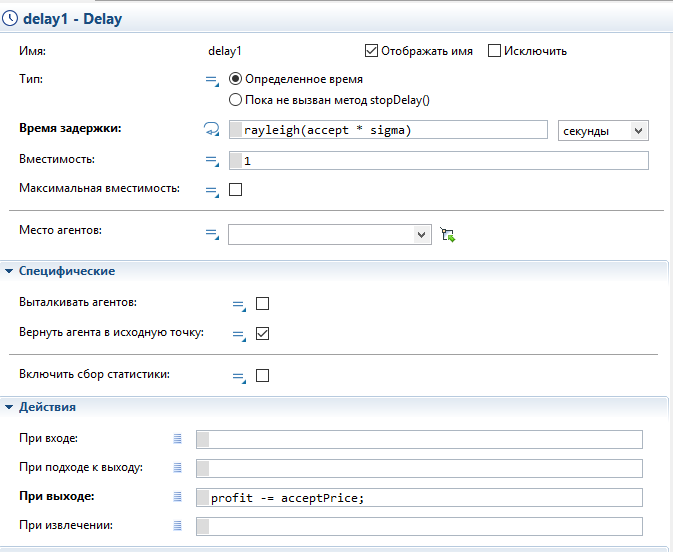 delay1 - Delay
Имя: delay1 Отображать имя Исключить
Тип: Определенное время
Пока не вызван метод stopDelay()
Время задержки: rayleigh(accept * sigma) секунды
Вместимость: 1
Максимальная вместимость:
Место агентов:
Специфические
Выталкивать агентов:
Вернуть агента в исходную точку:
Включить сбор статистики:
Действия
При входе:
При подходе к выходу:
При выходе: profit -= acceptPrice;
При извлечении: